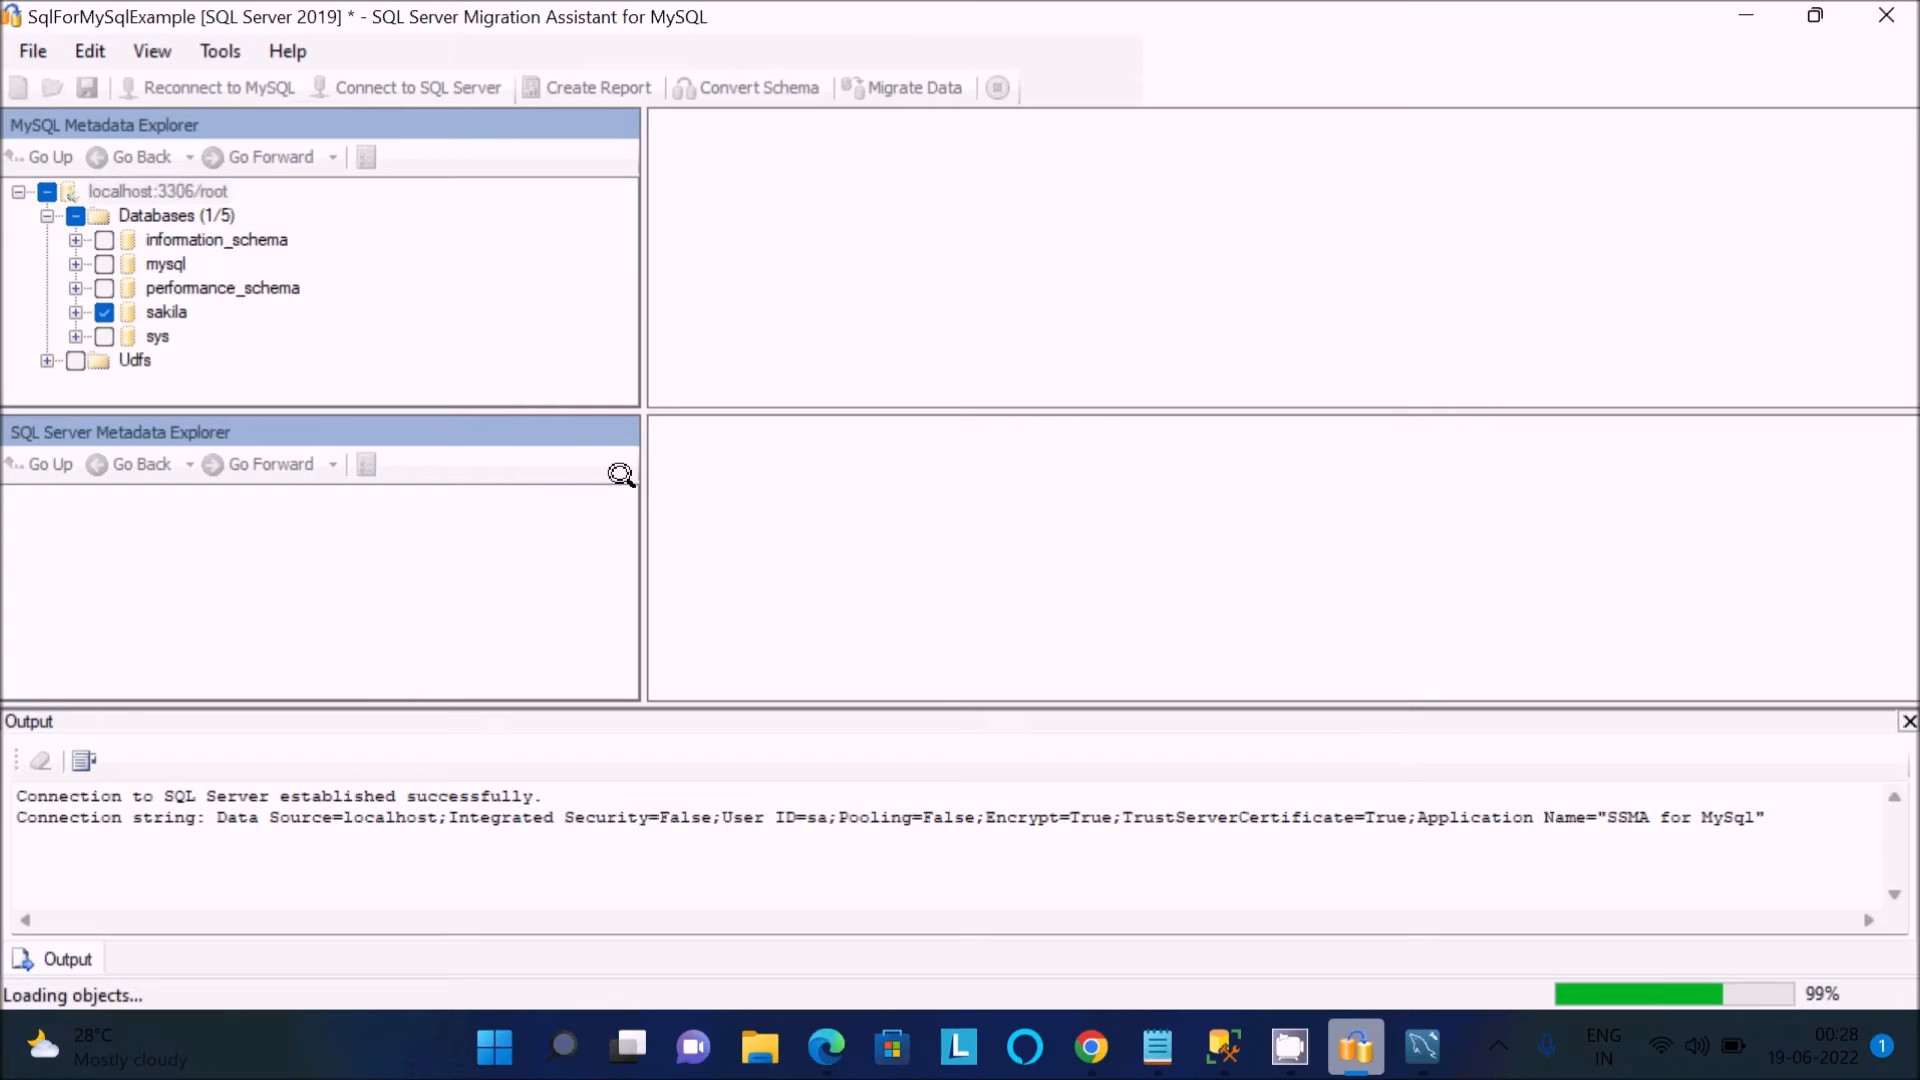 SqlForMySqlExample [SQL Server 2019] * - SQL Server Migration Assistant for MySQL
File Edit View Tools Help
Reconnect to MySQL Connect to SQL Server Create Report Convert Schema Migrate Data
MySQL Metadata Explorer
Go Up Go Back Go Forward
localhost:3306/root
Databases (1/5)
information_schema
mysql
performance_schema
sakila
sys
Udfs
SQL Server Metadata Explorer
Go Up Go Back Go Forward
Output
Connection to SQL Server established successfully.
Connection string: Data Source=localhost;Integrated Security=False;User ID=sa;Pooling=False;Encrypt=True;TrustServerCertificate=True;Application Name="SSMA for MySql"
Output
Loading objects... 99%
28°C
Mostly cloudy
L
ENG
IN
00:28
19-06-2022
1